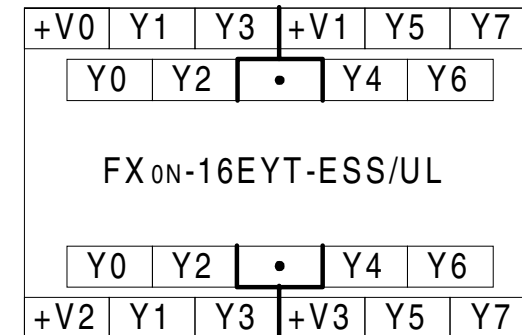 +V0 Y1 Y3 +V1 Y5 Y7
Y0 Y2 • Y4 Y6
FX0N-16EYT-ESS/UL
Y0 Y2 • Y4 Y6
+V2 Y1 Y3 +V3 Y5 Y7